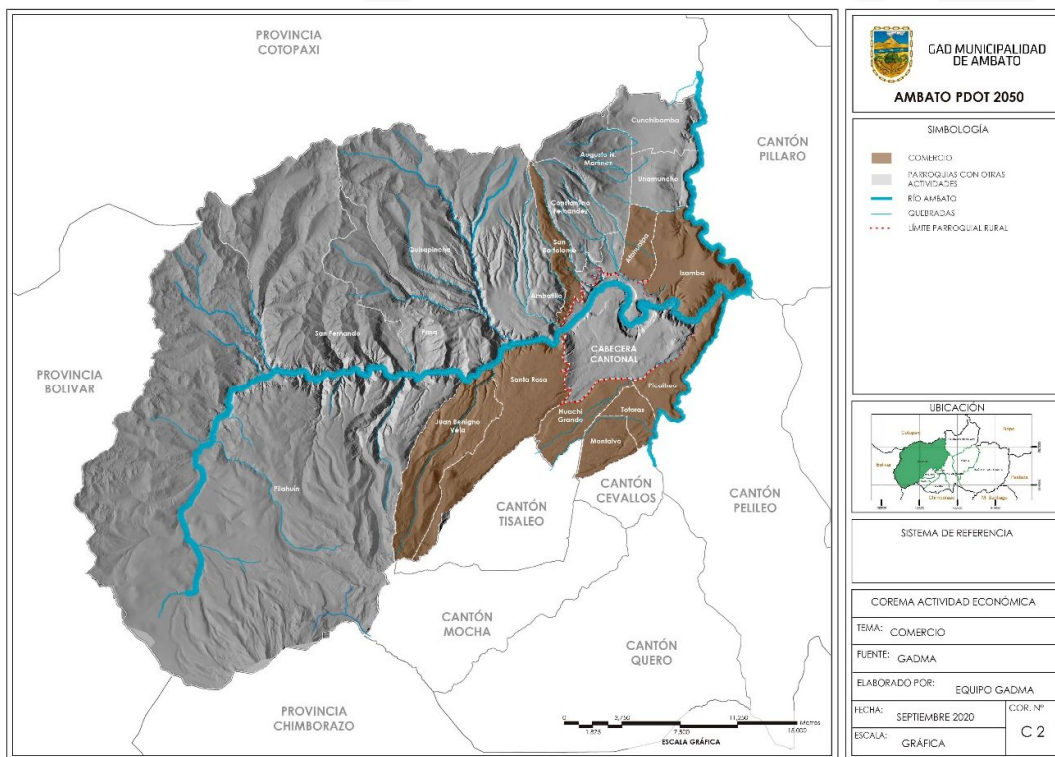 PROVINCIA
COTOPAXI
CANTÓN
PILLARO
Cunchibamba
Augusto N.
Martínez
Unamuncho
Constantino
Fernández
San
Bartolomé
Atahualpa
Izamba
Quisapincha
Ambatillo
San Fernando
Pasa
CABECERA
CANTONAL
PROVINCIA
BOLIVAR
Santa Rosa
Picaihua
Huachi
Grande
Totoras
Juan Benigno
Vela
Montalvo
Pilahuín
CANTÓN
CEVALLOS
CANTÓN
TISALEO
CANTÓN
PELILEO
CANTÓN
MOCHA
CANTÓN
QUERO
PROVINCIA
CHIMBORAZO
0 3,750 11,250
Metros
1,875 7,500 15,000
ESCALA GRÁFICA
GAD MUNICIPALIDAD
DE AMBATO
AMBATO PDOT 2050
SIMBOLOGÍA
COMERCIO
PARROQUIAS CON OTRAS
ACTIVIDADES
RÍO AMBATO
QUEBRADAS
LÍMITE PARROQUIAL RURAL
UBICACIÓN
Cotopaxi
Napo
Bolívar
Pastaza
Chimborazo
SISTEMA DE REFERENCIA
COREMA ACTIVIDAD ECONÓMICA
TEMA: COMERCIO
FUENTE: GADMA
ELABORADO POR: EQUIPO GADMA
FECHA: SEPTIEMBRE 2020
COR. Nº
C 2
ESCALA: GRÁFICA